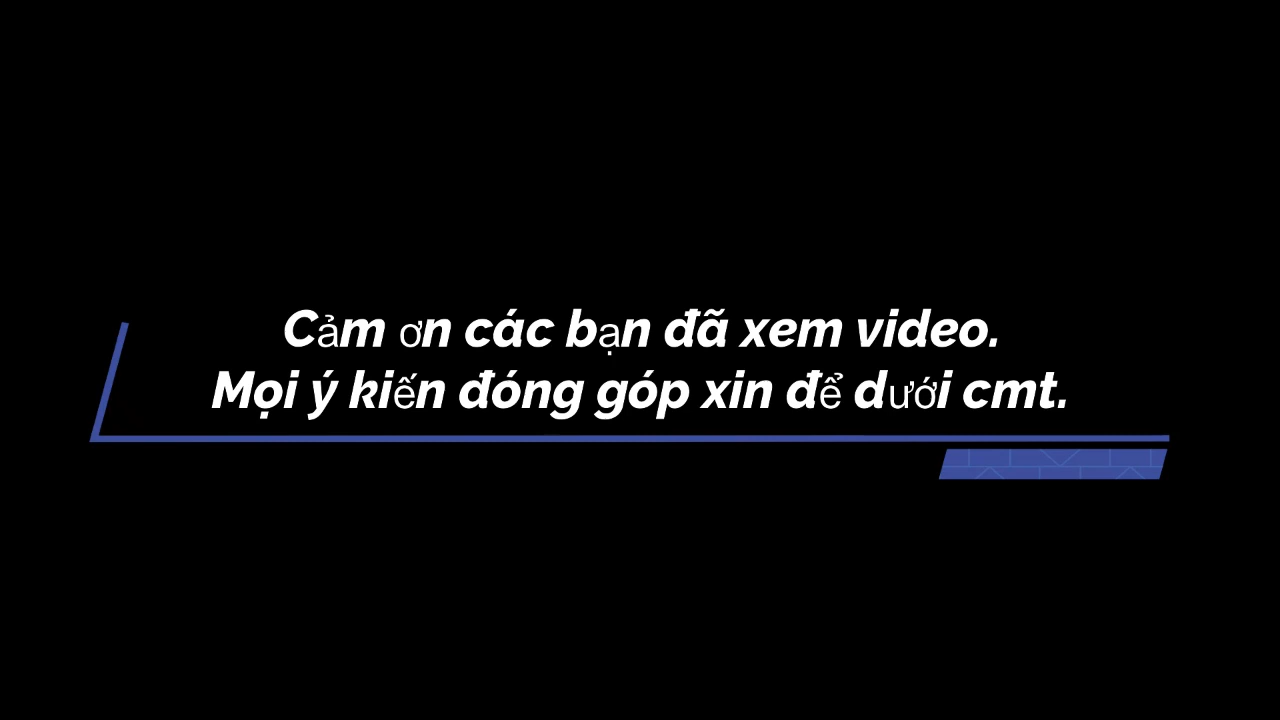 Cảm ơn các bạn đã xem video.
Mọi ý kiến đóng góp xin để dưới cmt.